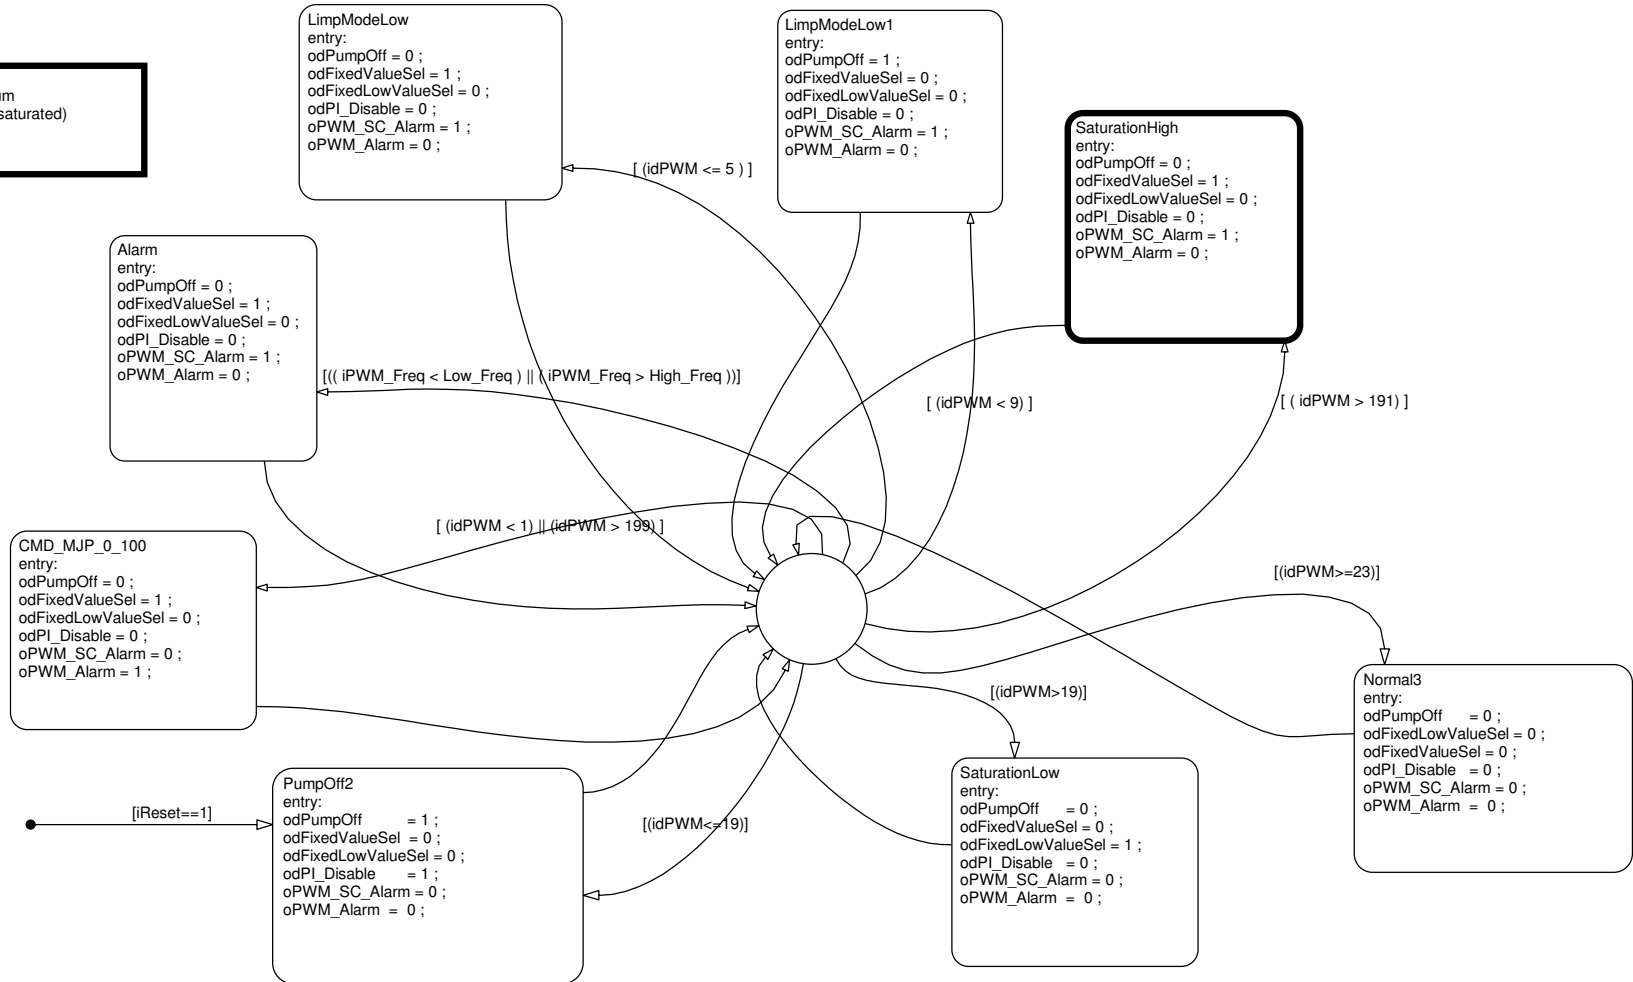 um
saturated)
LimpModeLow
entry:
odPumpOff = 0 ;
odFixedValueSel = 1 ;
odFixedLowValueSel = 0 ;
odPI_Disable = 0 ;
oPWM_SC_Alarm = 1 ;
oPWM_Alarm = 0 ;
LimpModeLow1
entry:
odPumpOff = 1 ;
odFixedValueSel = 0 ;
odFixedLowValueSel = 0 ;
odPI_Disable = 0 ;
oPWM_SC_Alarm = 1 ;
oPWM_Alarm = 0 ;
SaturationHigh
entry:
odPumpOff = 0 ;
odFixedValueSel = 1 ;
odFixedLowValueSel = 0 ;
odPI_Disable = 0 ;
oPWM_SC_Alarm = 1 ;
oPWM_Alarm = 0 ;
[ (idPWM <= 5 ) ]
Alarm
entry:
odPumpOff = 0 ;
odFixedValueSel = 1 ;
odFixedLowValueSel = 0 ;
odPI_Disable = 0 ;
oPWM_SC_Alarm = 1 ;
oPWM_Alarm = 0 ;
[(( iPWM_Freq < Low_Freq ) || ( iPWM_Freq > High_Freq ))]
[ (idPWM < 9) ]
[ ( idPWM > 191) ]
[ (idPWM < 1) || (idPWM > 199) ]
CMD_MJP_0_100
entry:
odPumpOff = 0 ;
odFixedValueSel = 1 ;
odFixedLowValueSel = 0 ;
odPI_Disable = 0 ;
oPWM_SC_Alarm = 0 ;
oPWM_Alarm = 1 ;
[(idPWM>=23)]
Normal3
entry:
odPumpOff = 0 ;
odFixedLowValueSel = 0 ;
odFixedValueSel = 0 ;
odPI_Disable = 0 ;
oPWM_SC_Alarm = 0 ;
oPWM_Alarm = 0 ;
[(idPWM>19)]
SaturationLow
entry:
odPumpOff = 0 ;
odFixedValueSel = 0 ;
odFixedLowValueSel = 1 ;
odPI_Disable = 0 ;
oPWM_SC_Alarm = 0 ;
oPWM_Alarm = 0 ;
[iReset==1]
PumpOff2
entry:
odPumpOff = 1 ;
odFixedValueSel = 0 ;
odFixedLowValueSel = 0 ;
odPI_Disable = 1 ;
oPWM_SC_Alarm = 0 ;
oPWM_Alarm = 0 ;
[(idPWM<=19)]